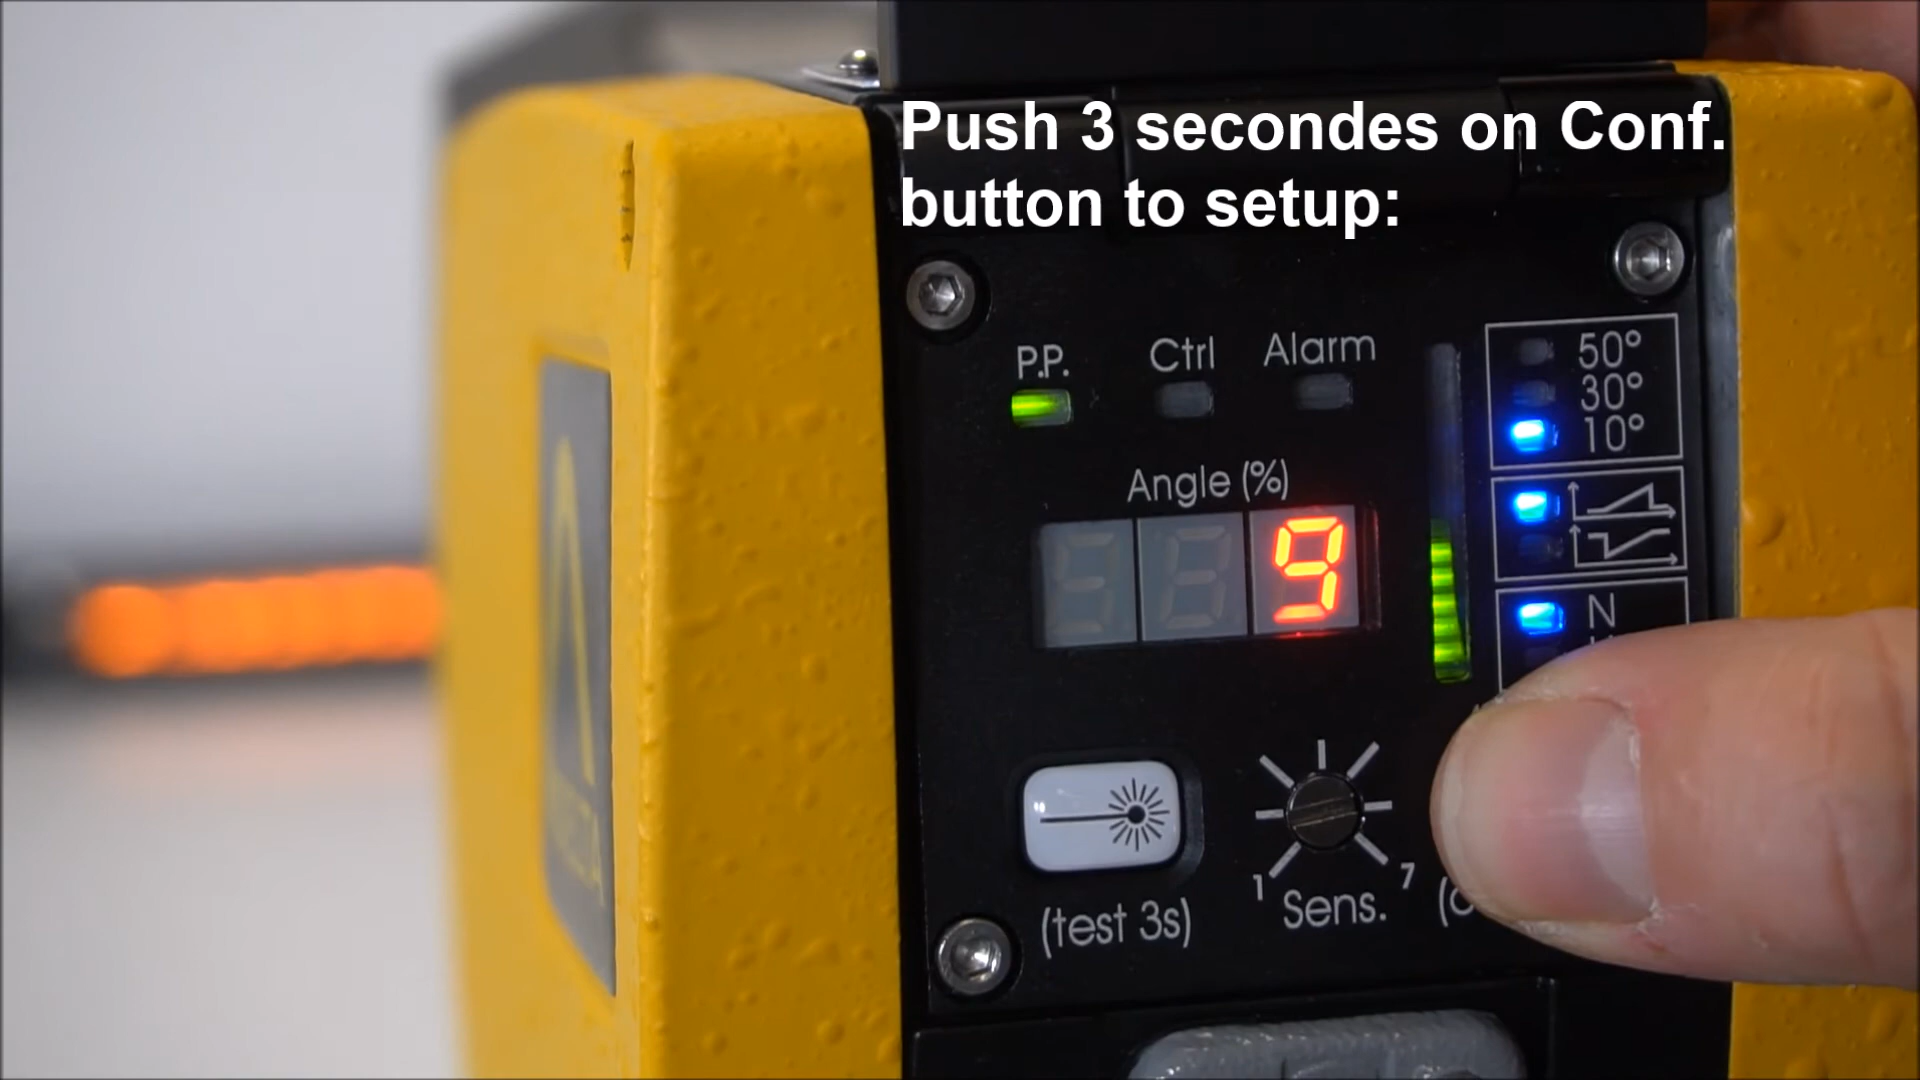 Push 3 secondes on Conf.
button to setup:
P.P. Ctrl Alarm
50°
30°
10°
Angle (%)
9
N
1 7
(test 3s) Sens.